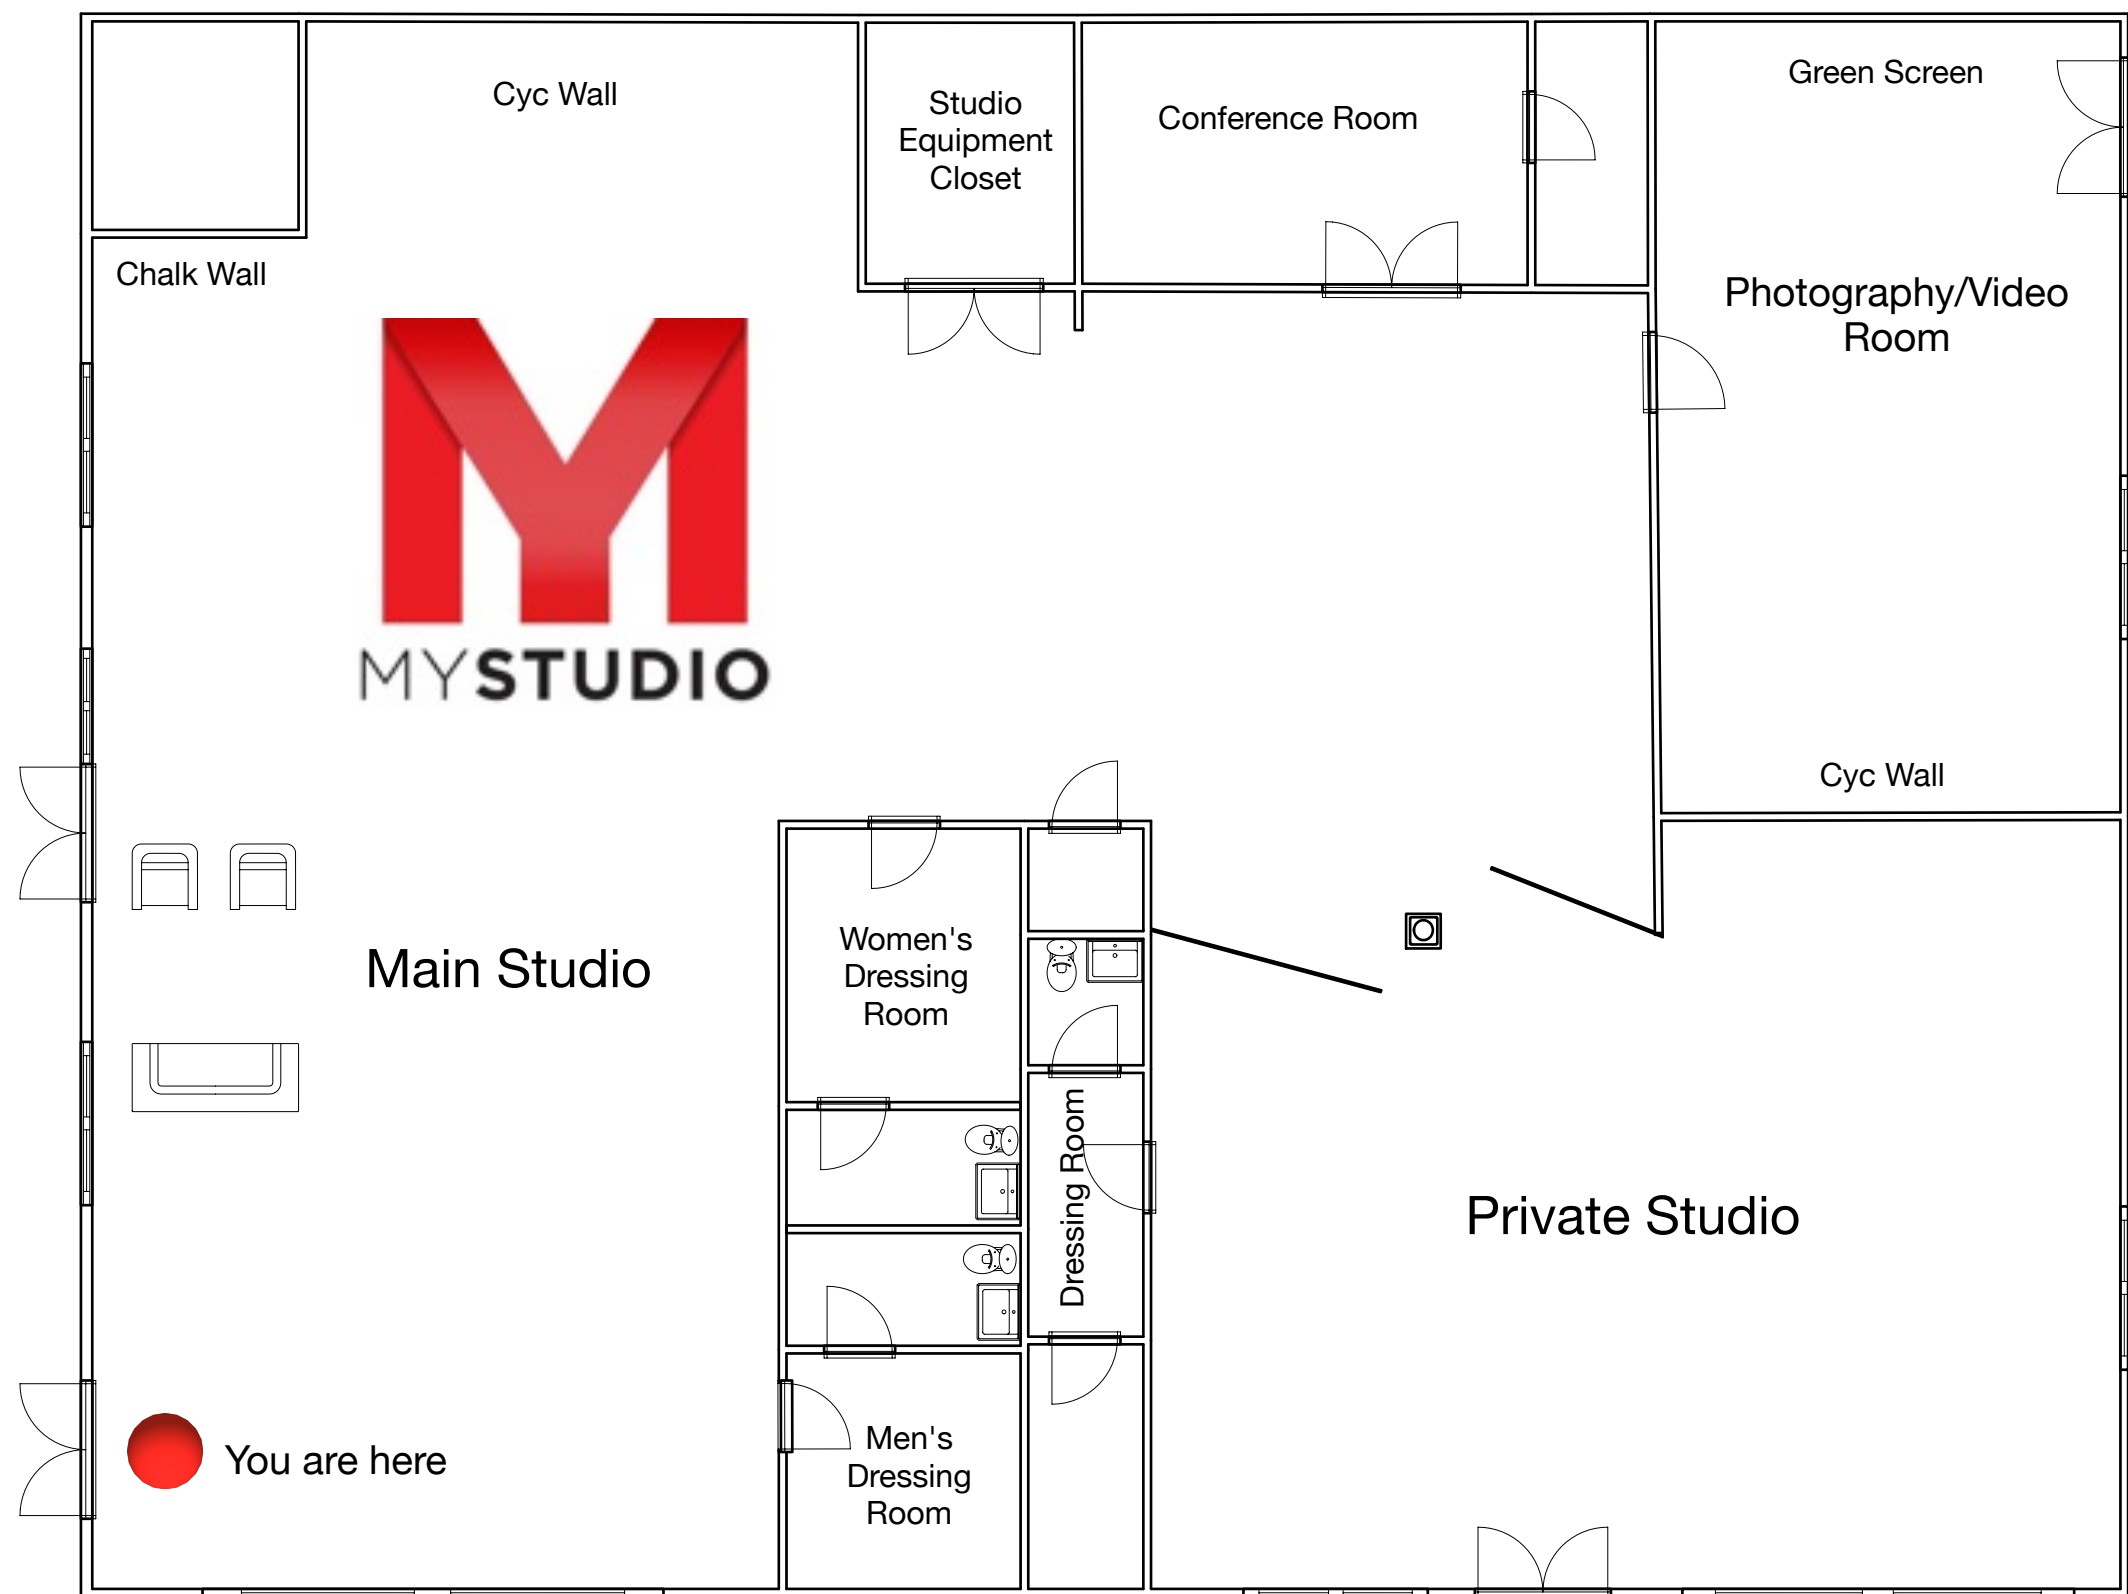 Cyc Wall
Studio
Equipment
Closet
Conference Room
Green Screen
Chalk Wall
Photography/Video
Room
MYSTUDIO
Cyc Wall
Main Studio
Women's
Dressing
Room
Dressing Room
Private Studio
You are here
Men's
Dressing
Room